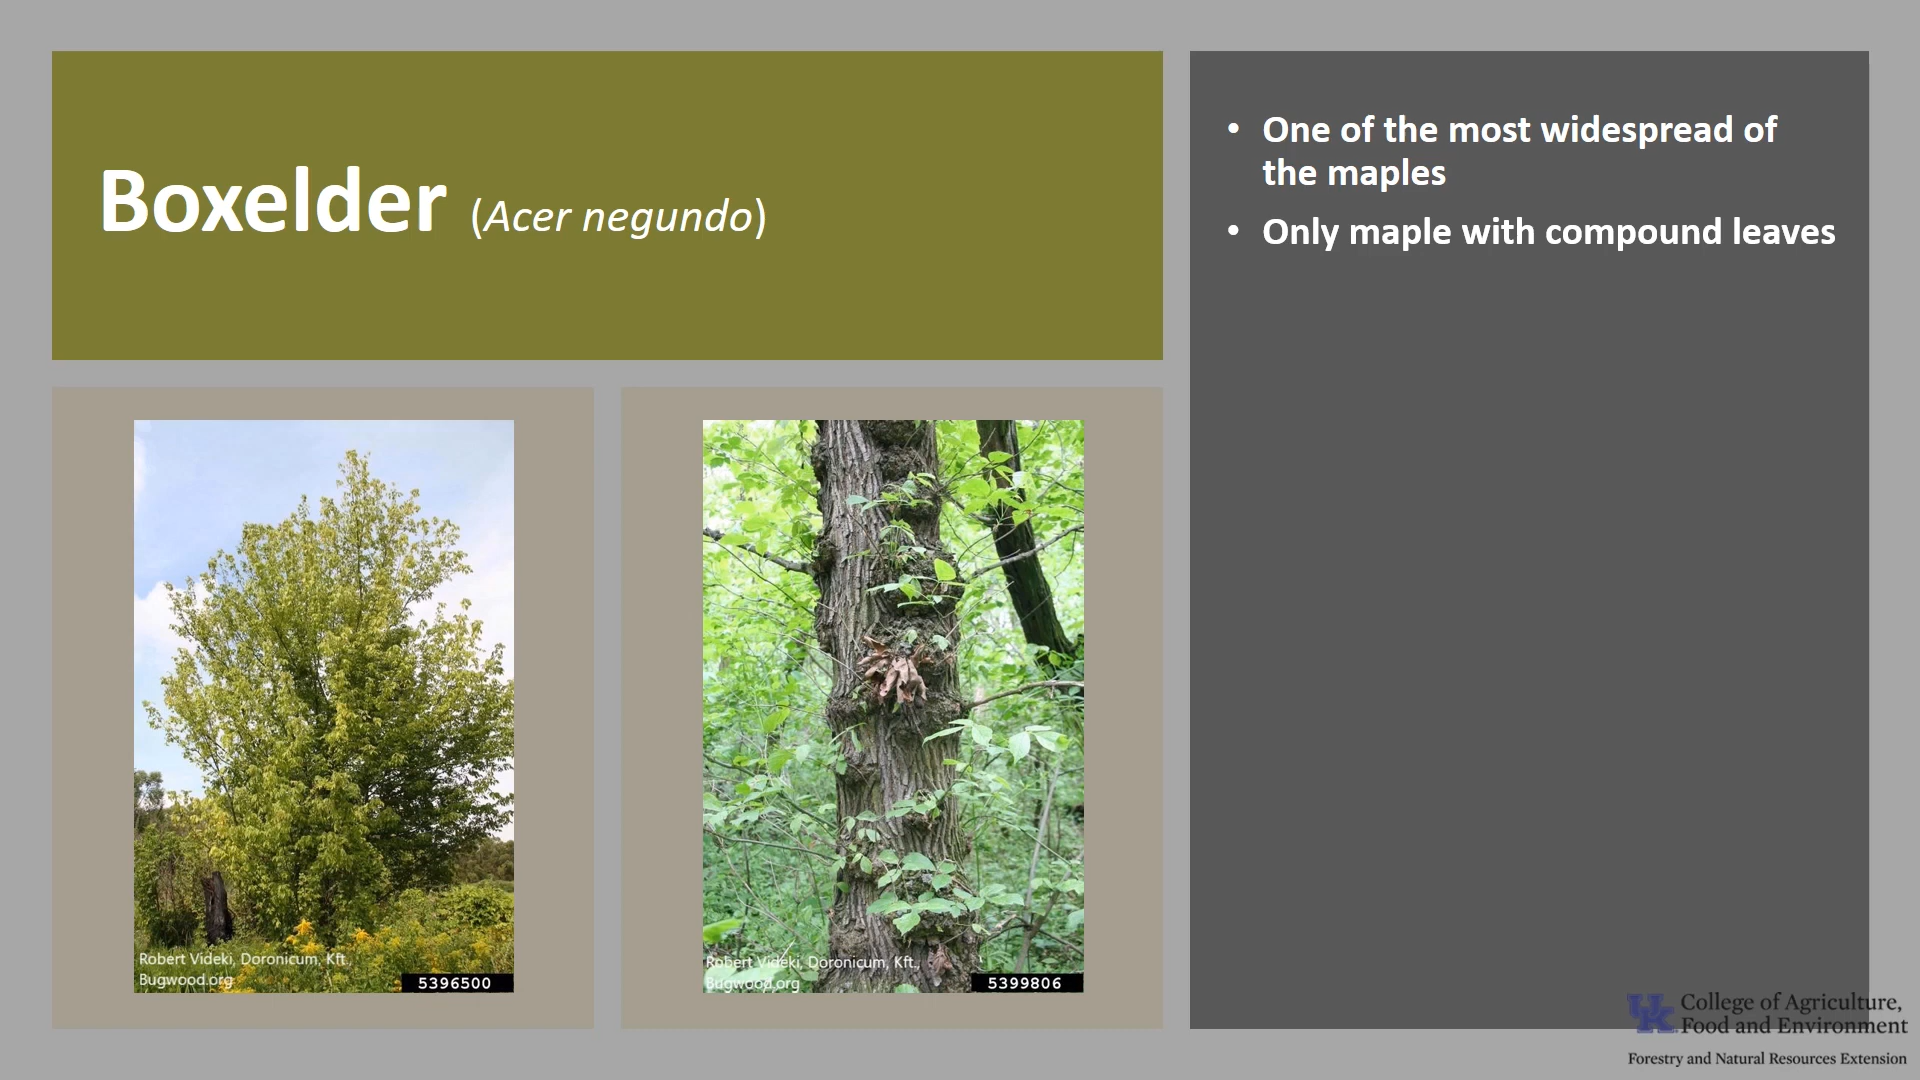 Boxelder (Acer negundo)
• One of the most widespread of
the maples
• Only maple with compound leaves
Robert Videki, Doronicum, Kft.,
Bugwood.org
5396500
Robert Videki, Doronicum, Kft.,
Bugwood.org
5399806
UK College of Agriculture,
Food and Environment
Forestry and Natural Resources Extension